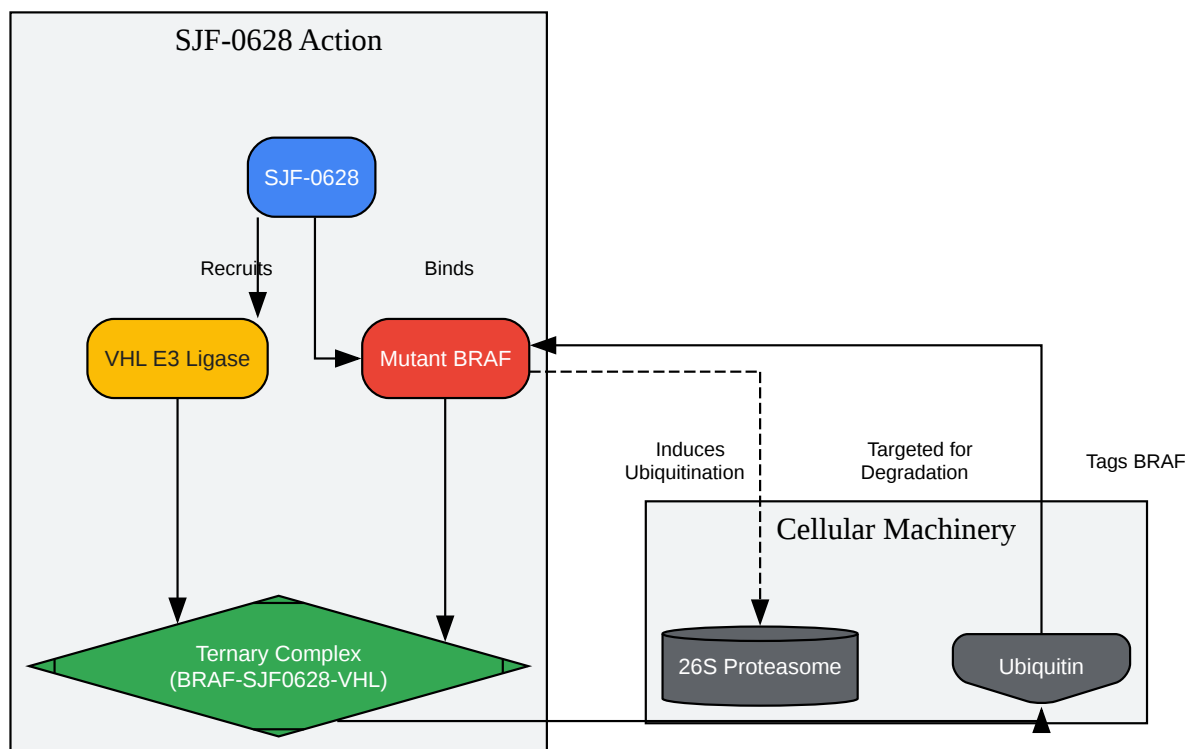 SJF-0628 Action
SJF-0628
Recruits
Binds
VHL E3 Ligase
Mutant BRAF
Induces
Ubiquitination
Targeted for
Degradation
Tags BRAF
Cellular Machinery
Ternary Complex
(BRAF-SJF0628-VHL)
26S Proteasome
Ubiquitin